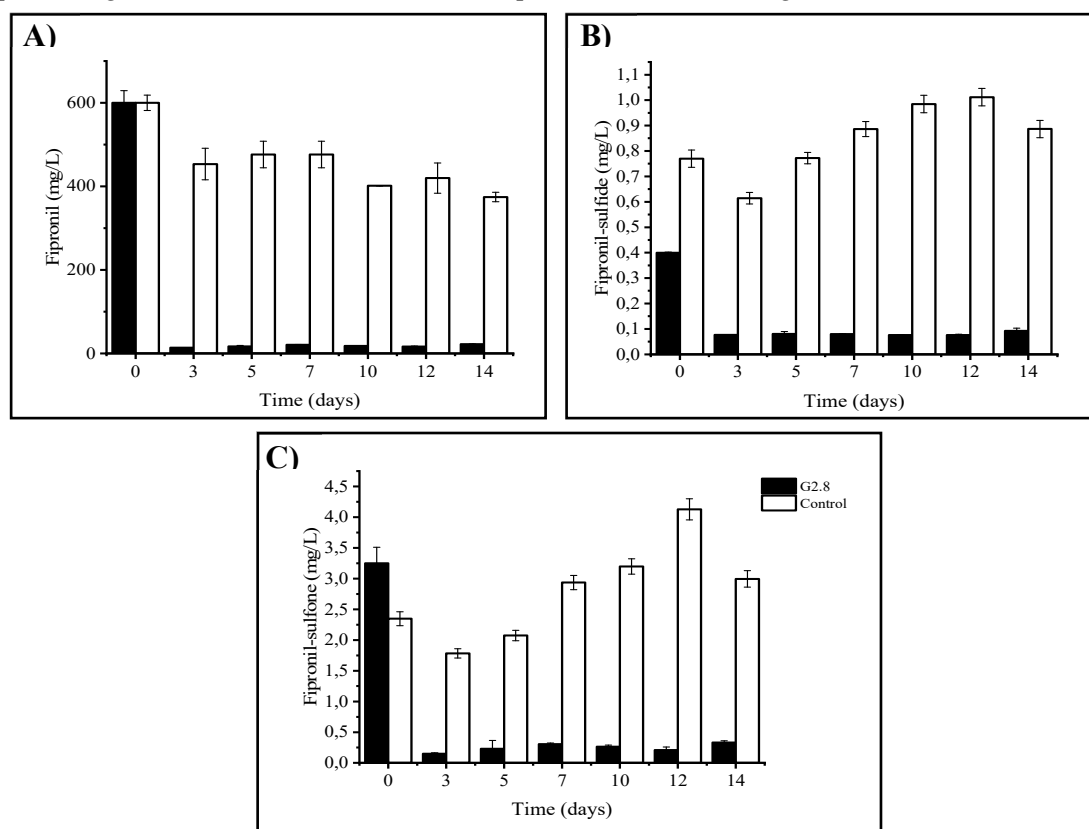 A)
Fipronil (mg/L)
600
400
200
0
0 3 5 7 10 12 14
Time (days)
B)
Fipronil-sulfide (mg/L)
1,1
1,0
0,9
0,8
0,7
0,6
0,5
0,4
0,3
0,2
0,1
0,0
0 3 5 7 10 12 14
Time (days)
C)
Fipronil-sulfone (mg/L)
4,5
4,0
3,5
3,0
2,5
2,0
1,5
1,0
0,5
0,0
0 3 5 7 10 12 14
Time (days)
G2.8
Control